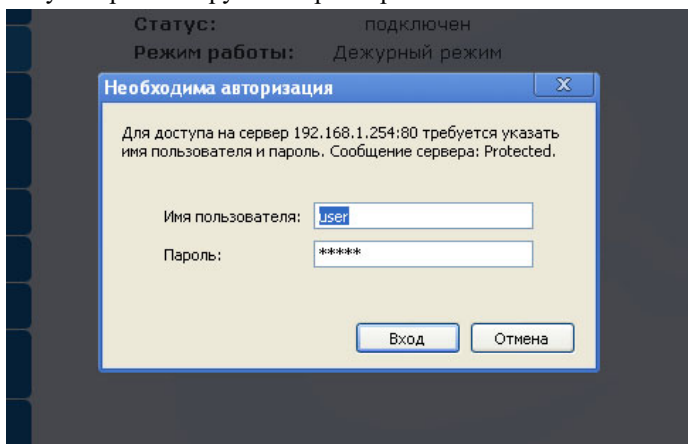 Статус: подключен
Режим работы: Дежурный режим
Необходима авторизация
Для доступа на сервер 192.168.1.254:80 требуется указать
имя пользователя и пароль. Сообщение сервера: Protected.
Имя пользователя: user
Пароль: *****
Вход Отмена